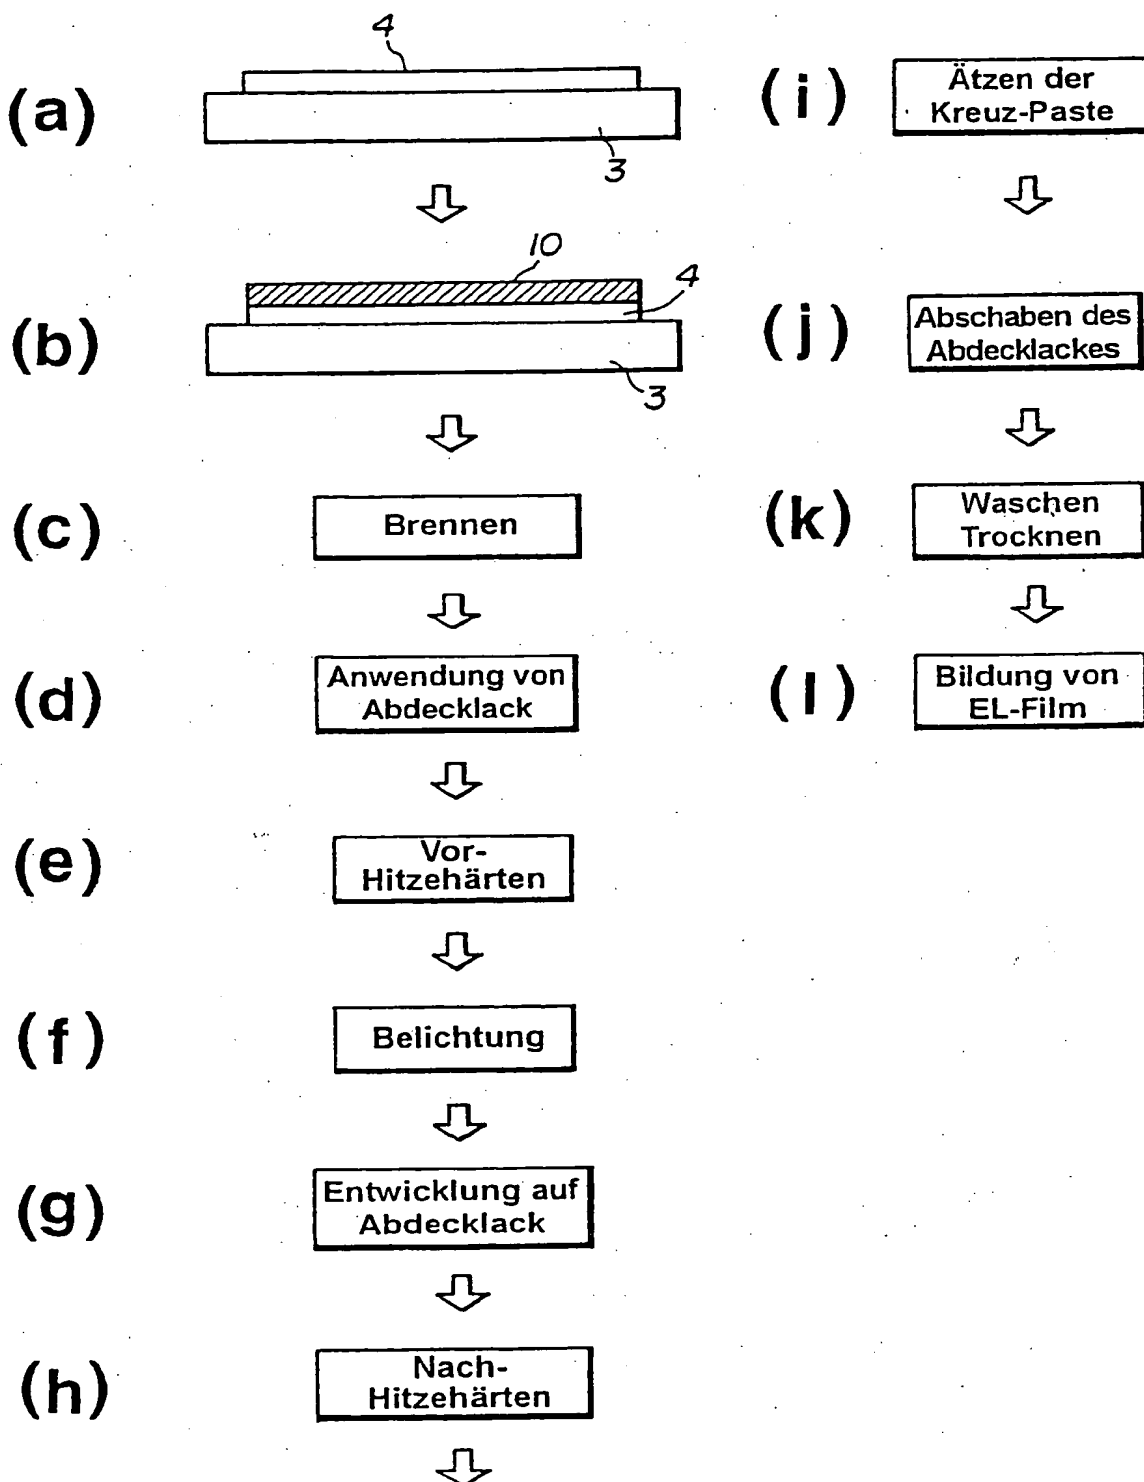 (a)
4
3
(b)
10
4
3
(c)
Brennen
(d)
Anwendung von
Abdecklack
(e)
Vor-
Hitzehärten
(f)
Belichtung
(g)
Entwicklung auf
Abdecklack
(h)
Nach-
Hitzehärten
(i)
Ätzen der
Kreuz-Paste
(j)
Abschaben des
Abdecklackes
(k)
Waschen
Trocknen
(l)
Bildung von
EL-Film